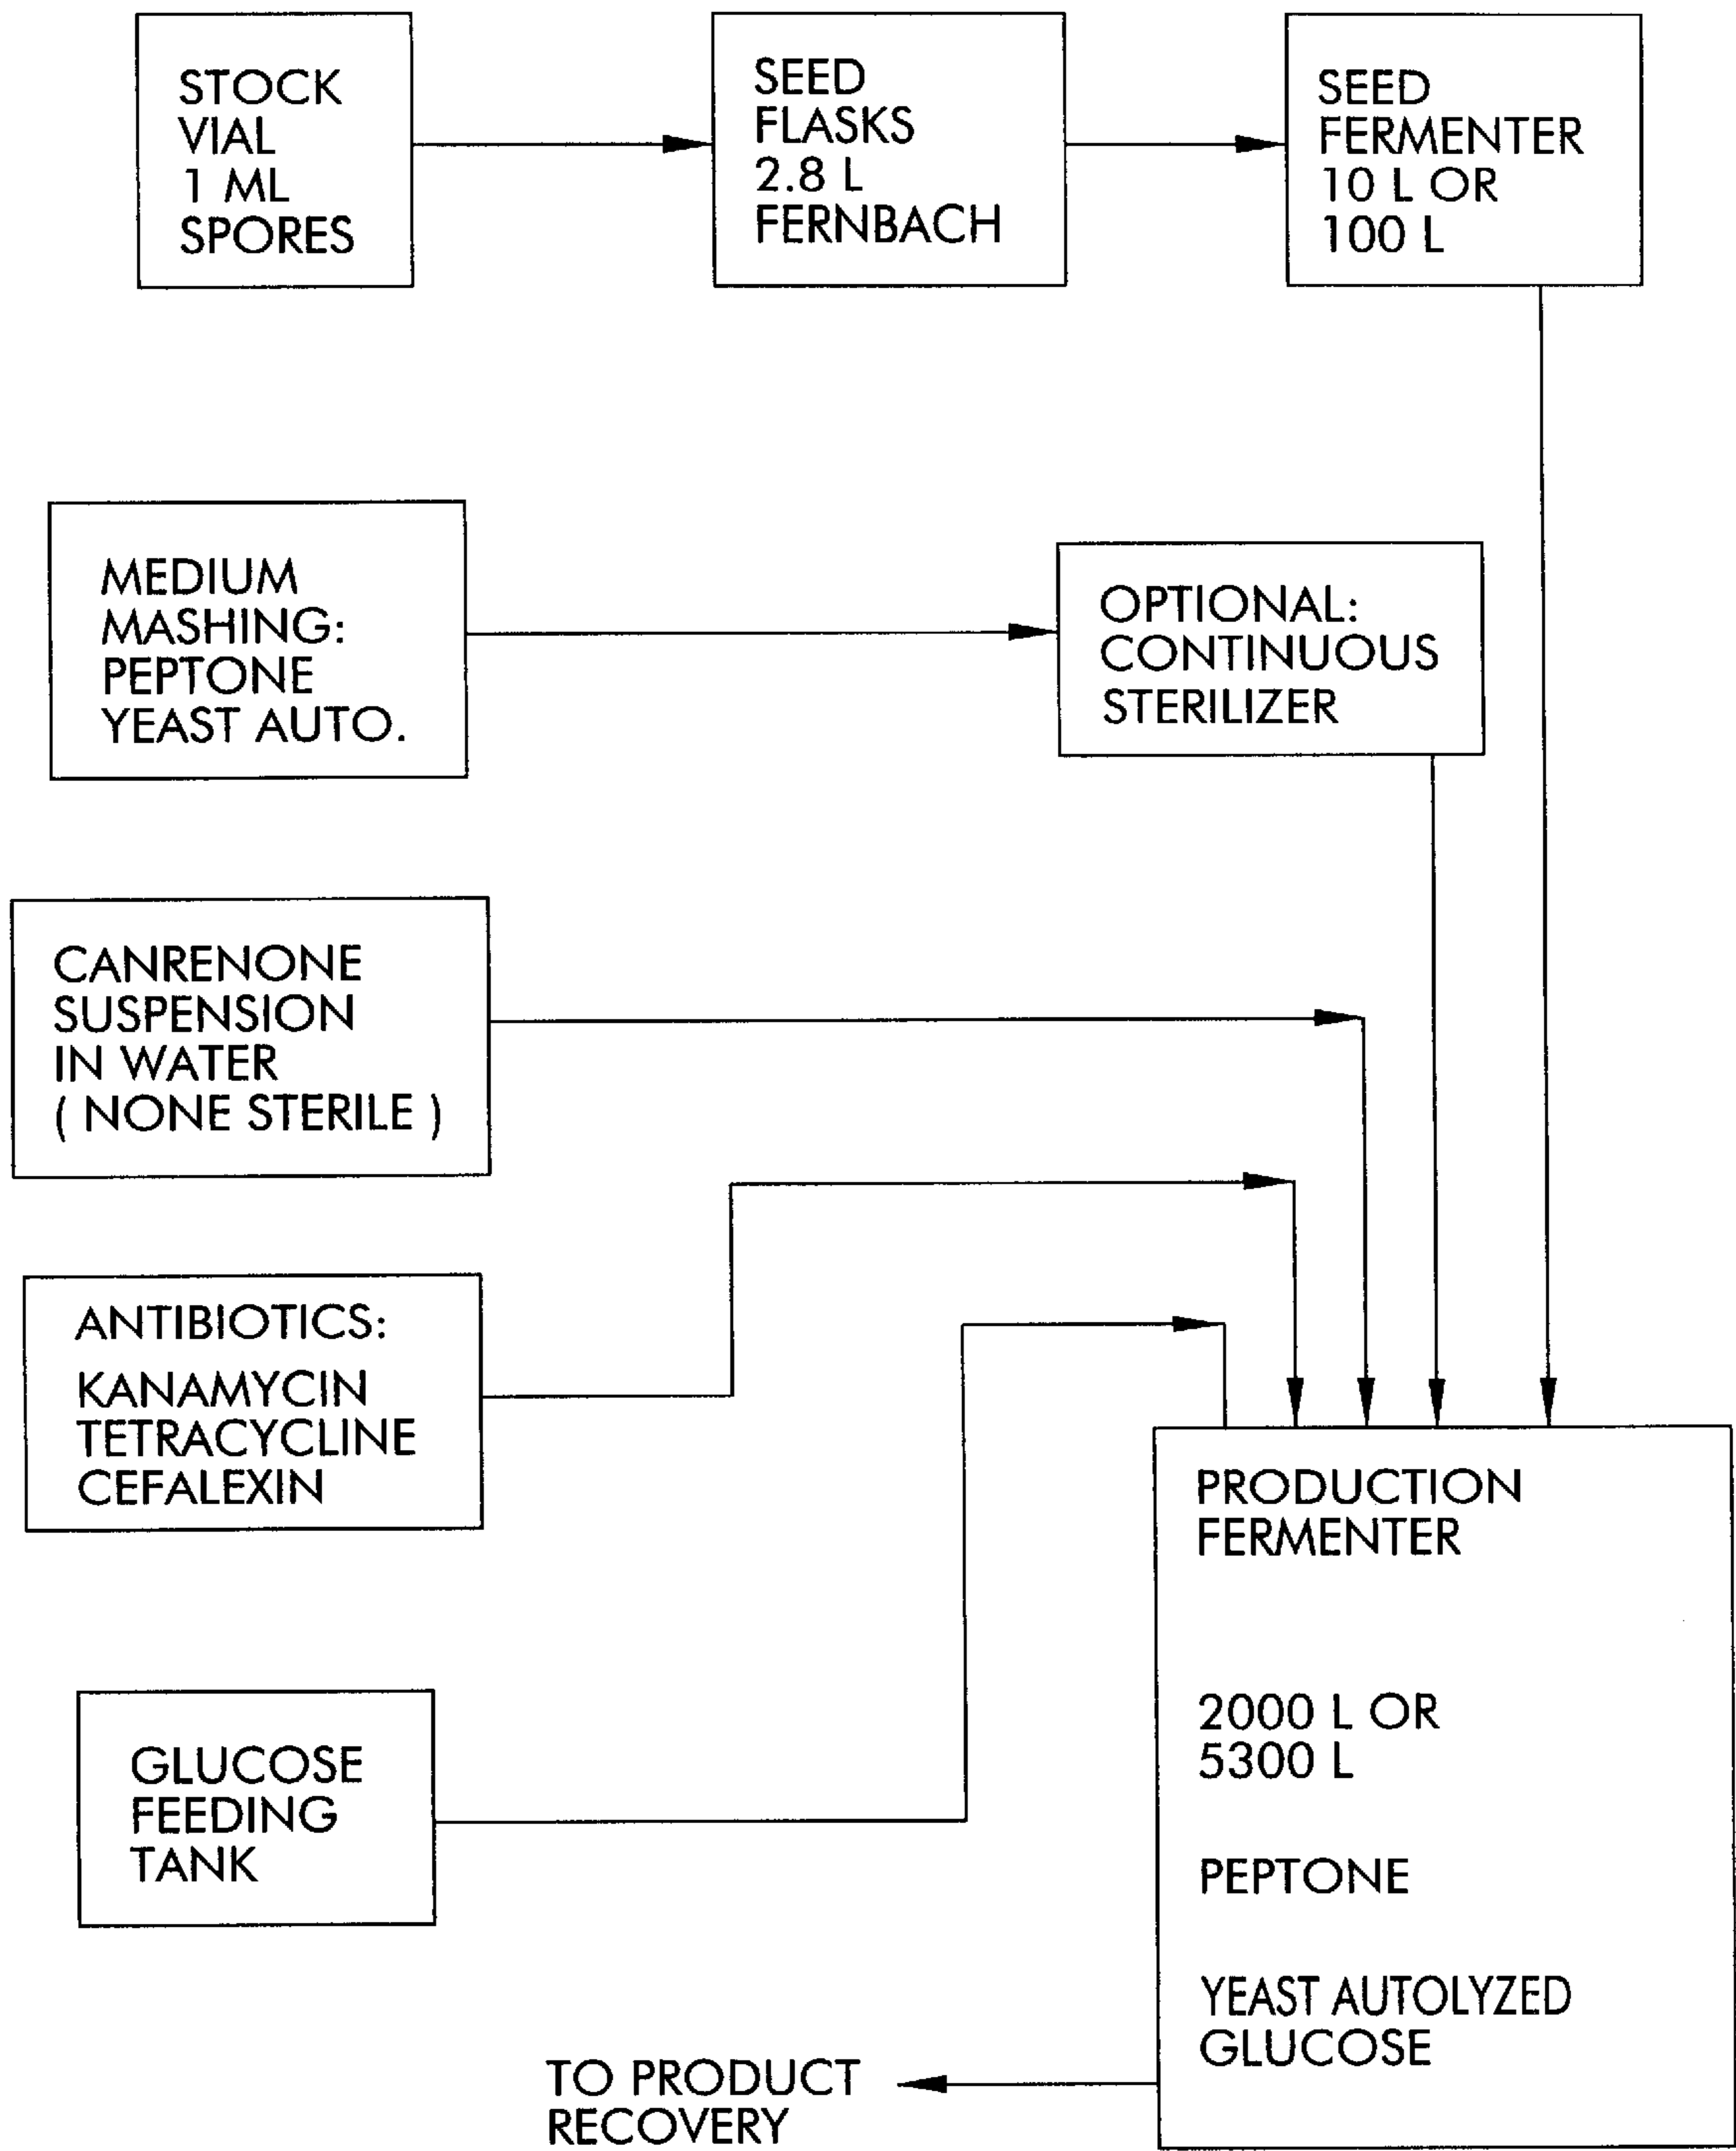 STOCK
VIAL
1 ML
SPORES
SEED
FLASKS
2.8 L
FERNBACH
SEED
FERMENTER
10 L OR
100 L
MEDIUM
MASHING:
PEPTONE
YEAST AUTO.
OPTIONAL:
CONTINUOUS
STERILIZER
CANRENONE
SUSPENSION
IN WATER
( NONE STERILE )
ANTIBIOTICS:
KANAMYCIN
TETRACYCLINE
CEFALEXIN
GLUCOSE
FEEDING
TANK
PRODUCTION
FERMENTER
2000 L OR
5300 L
PEPTONE
YEAST AUTOLYZED
GLUCOSE
TO PRODUCT
RECOVERY